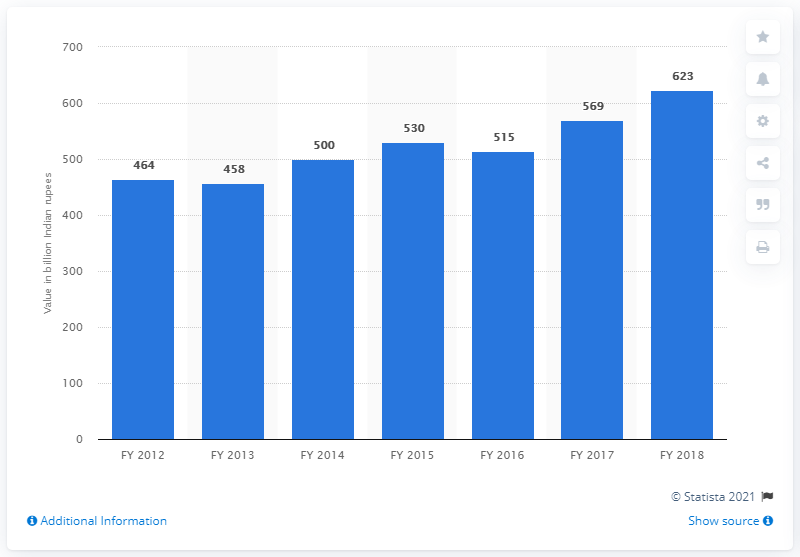 700
600
500
400
300
200
100
0
Value in billion Indian rupees
464
458
500
530
515
569
623
FY 2012
FY 2013
FY 2014
FY 2015
FY 2016
FY 2017
FY 2018
© Statista 2021
Additional Information
Show source